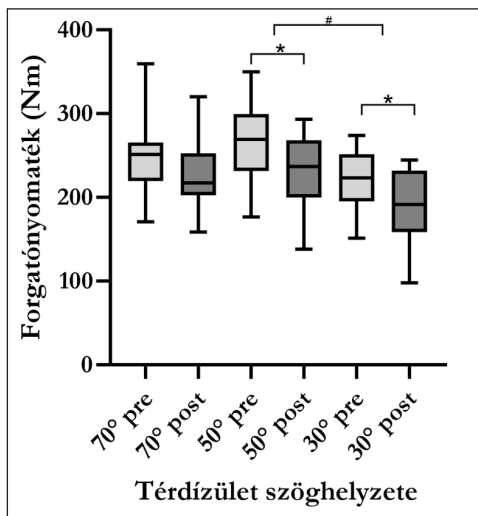 #
*
*
Forgatónyomaték (Nm)
400
300
200
100
0
70° pre
70° post
50° pre
50° post
30° pre
30° post
Térdízület szöghelyzete